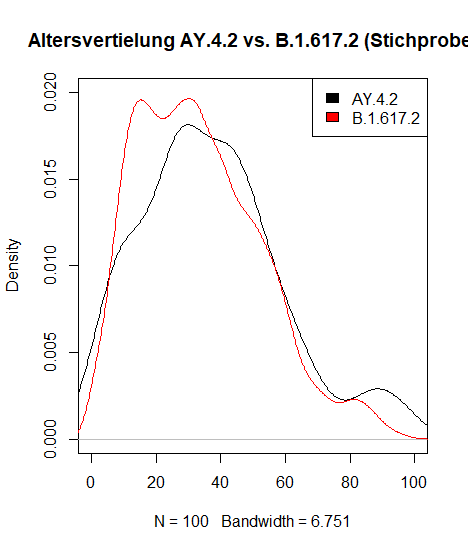 Altersvertielung AY.4.2 vs. B.1.617.2 (Stichprobe
AY.4.2
B.1.617.2
0.020
0.015
0.010
0.005
0.000
Density
0 20 40 60 80 100
N = 100 Bandwidth = 6.751